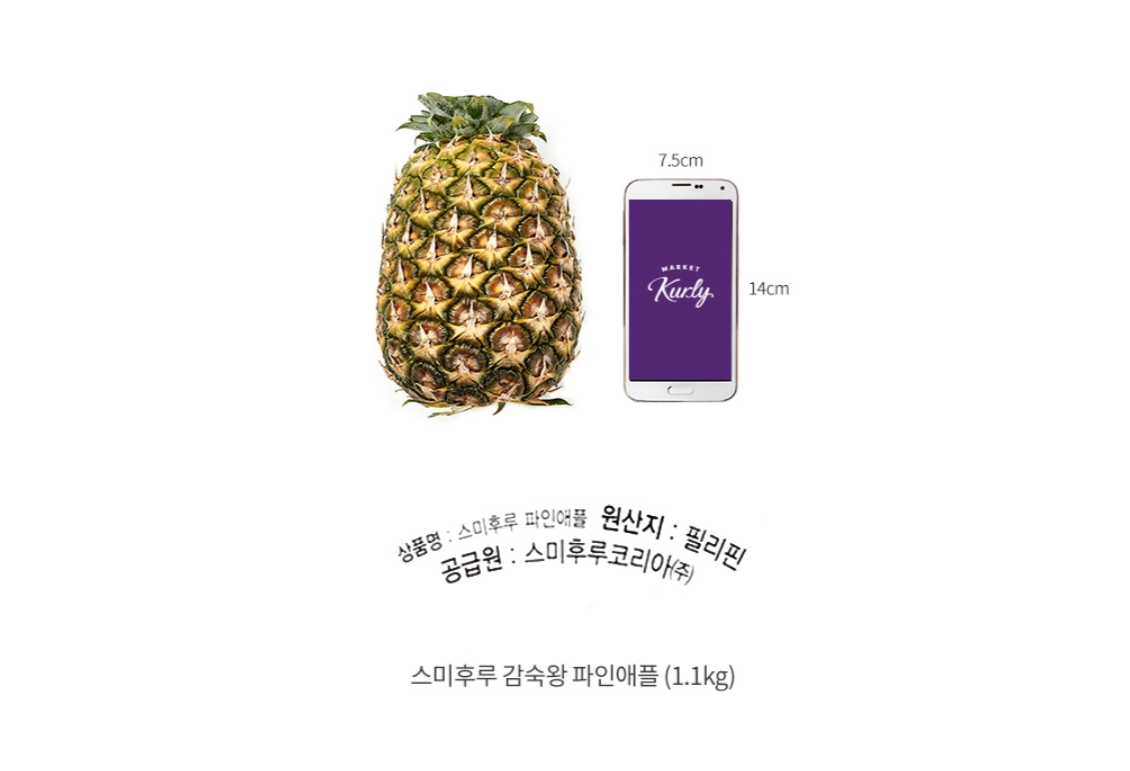 7.5cm
MARKET
Kurly
14cm
상품명 : 스미후루 파인애플 원산지 : 필리핀
공급원 : 스미후루코리아(주)
스미후루 감숙왕 파인애플 (1.1kg)